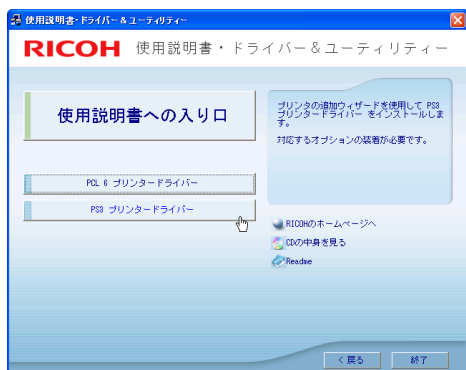 使用説明書・ドライバー＆ユーティリティー
RICOH 使用説明書・ドライバー＆ユーティリティー
使用説明書への入り口
プリンタの追加ウィザードを使用して PS3
プリンタードライバー をインストールしま
す。
対応するオプションの装着が必要です。
PCL 6 プリンタードライバー
PS3 プリンタードライバー
RICOHのホームページへ
CDの中身を見る
Readme
＜戻る
終了